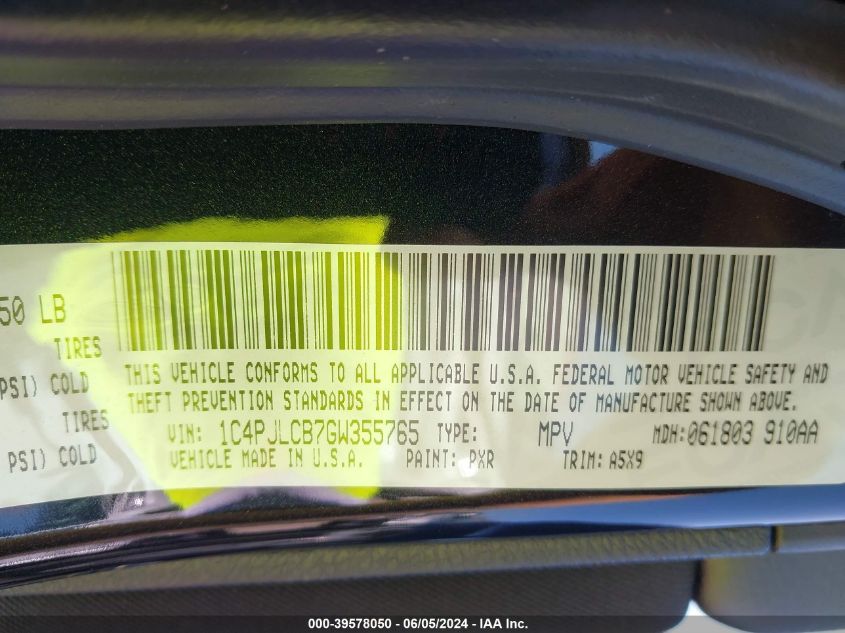 50 LB
TIRES
PSI) COLD
TIRES
PSI) COLD
THIS VEHICLE CONFORMS TO ALL APPLICABLE U.S.A. FEDERAL MOTOR VEHICLE SAFETY AND
THEFT PREVENTION STANDARDS IN EFFECT ON THE DATE OF MANUFACTURE SHOWN ABOVE.
VIN: 1C4PJLCB7GW355765 TYPE: MPV MDH:061803 910AA
VEHICLE MADE IN U.S.A. PAINT: PXR TRIM: A5X9
000-39578050 | 06/05/2024 | IAA Inc.